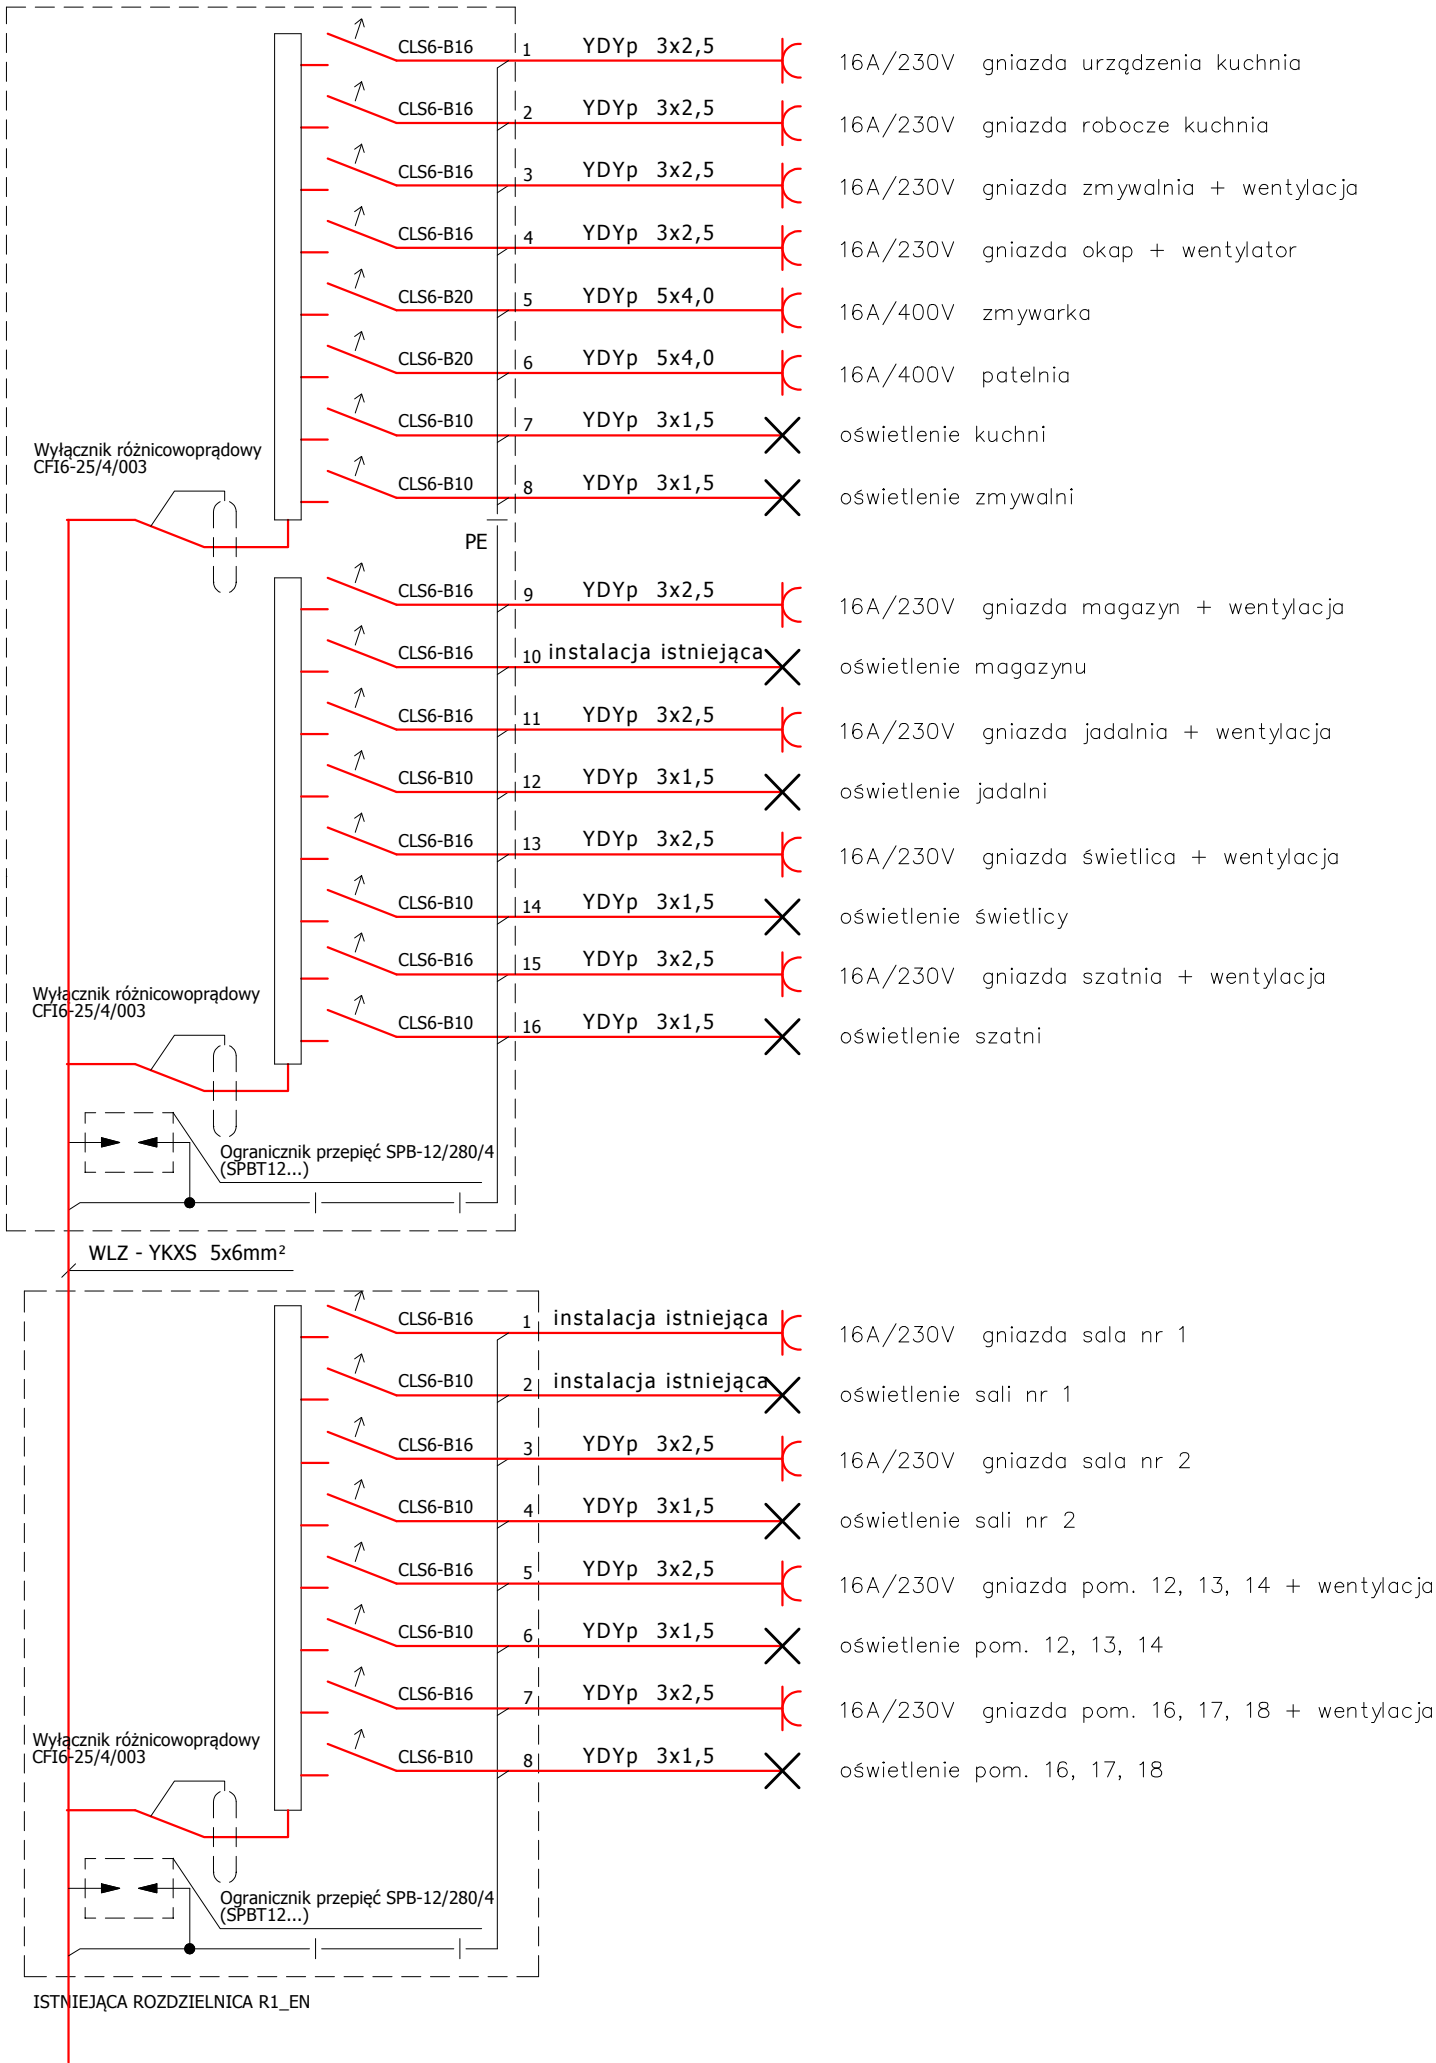 CLS6-B16 1 YDYp 3x2,5 16A/230V gniazda urządzenia kuchnia
CLS6-B16 2 YDYp 3x2,5 16A/230V gniazda robocze kuchnia
CLS6-B16 3 YDYp 3x2,5 16A/230V gniazda zmywalnia + wentylacja
CLS6-B16 4 YDYp 3x2,5 16A/230V gniazda okap + wentylator
CLS6-B20 5 YDYp 5x4,0 16A/400V zmywarka
CLS6-B20 6 YDYp 5x4,0 16A/400V patelnia
CLS6-B10 7 YDYp 3x1,5 oświetlenie kuchni
Wyłącznik różnicowoprądowy
CFI6-25/4/003
CLS6-B10 8 YDYp 3x1,5 oświetlenie zmywalni
PE
CLS6-B16 9 YDYp 3x2,5 16A/230V gniazda magazyn + wentylacja
CLS6-B16 10 instalacja istniejąca oświetlenie magazynu
CLS6-B16 11 YDYp 3x2,5 16A/230V gniazda jadalnia + wentylacja
CLS6-B10 12 YDYp 3x1,5 oświetlenie jadalni
CLS6-B16 13 YDYp 3x2,5 16A/230V gniazda świetlica + wentylacja
CLS6-B10 14 YDYp 3x1,5 oświetlenie świetlicy
CLS6-B16 15 YDYp 3x2,5 16A/230V gniazda szatnia + wentylacja
Wyłącznik różnicowoprądowy
CFI6-25/4/003
CLS6-B10 16 YDYp 3x1,5 oświetlenie szatni
Ogranicznik przepięć SPB-12/280/4
(SPBT12...)
WLZ - YKXS 5x6mm²
CLS6-B16 1 instalacja istniejąca 16A/230V gniazda sala nr 1
CLS6-B10 2 instalacja istniejąca oświetlenie sali nr 1
CLS6-B16 3 YDYp 3x2,5 16A/230V gniazda sala nr 2
CLS6-B10 4 YDYp 3x1,5 oświetlenie sali nr 2
CLS6-B16 5 YDYp 3x2,5 16A/230V gniazda pom. 12, 13, 14 + wentylacja
CLS6-B10 6 YDYp 3x1,5 oświetlenie pom. 12, 13, 14
CLS6-B16 7 YDYp 3x2,5 16A/230V gniazda pom. 16, 17, 18 + wentylacja
Wyłącznik różnicowoprądowy
CFI6-25/4/003
CLS6-B10 8 YDYp 3x1,5 oświetlenie pom. 16, 17, 18
Ogranicznik przepięć SPB-12/280/4
(SPBT12...)
ISTNIEJĄCA ROZDZIELNICA R1_EN